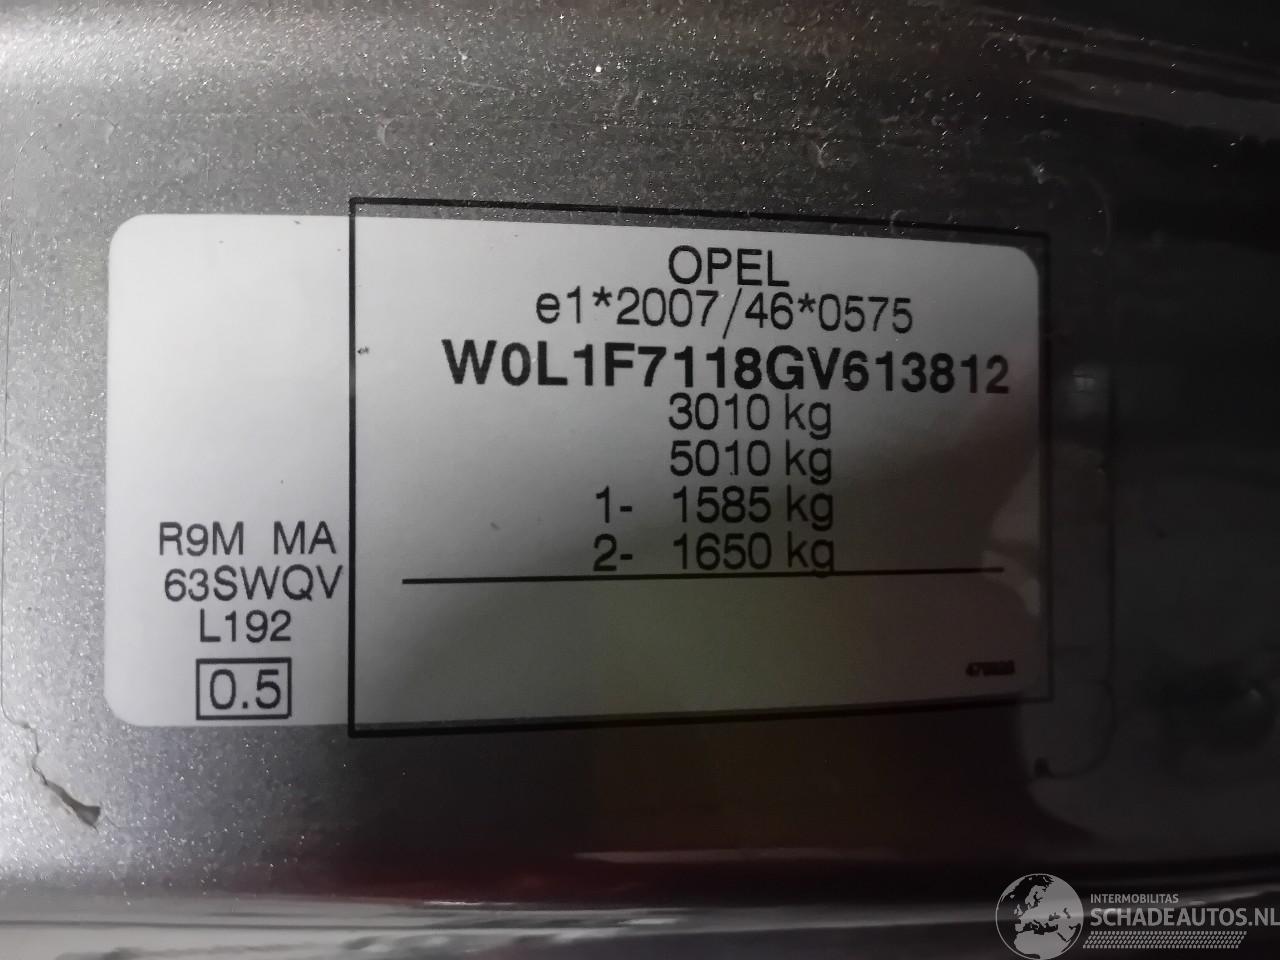 OPEL
e1*2007/46*0575
W0L1F7118GV613812
3010 kg
5010 kg
1- 1585 kg
2- 1650 kg
R9M MA
63SWQV
L192
0.5
INTERMOBILITAS
SCHADEAUTOS.NL